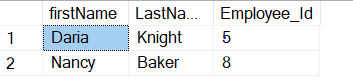 firstName LastNa... Employee_Id
1 Daria Knight 5
2 Nancy Baker 8